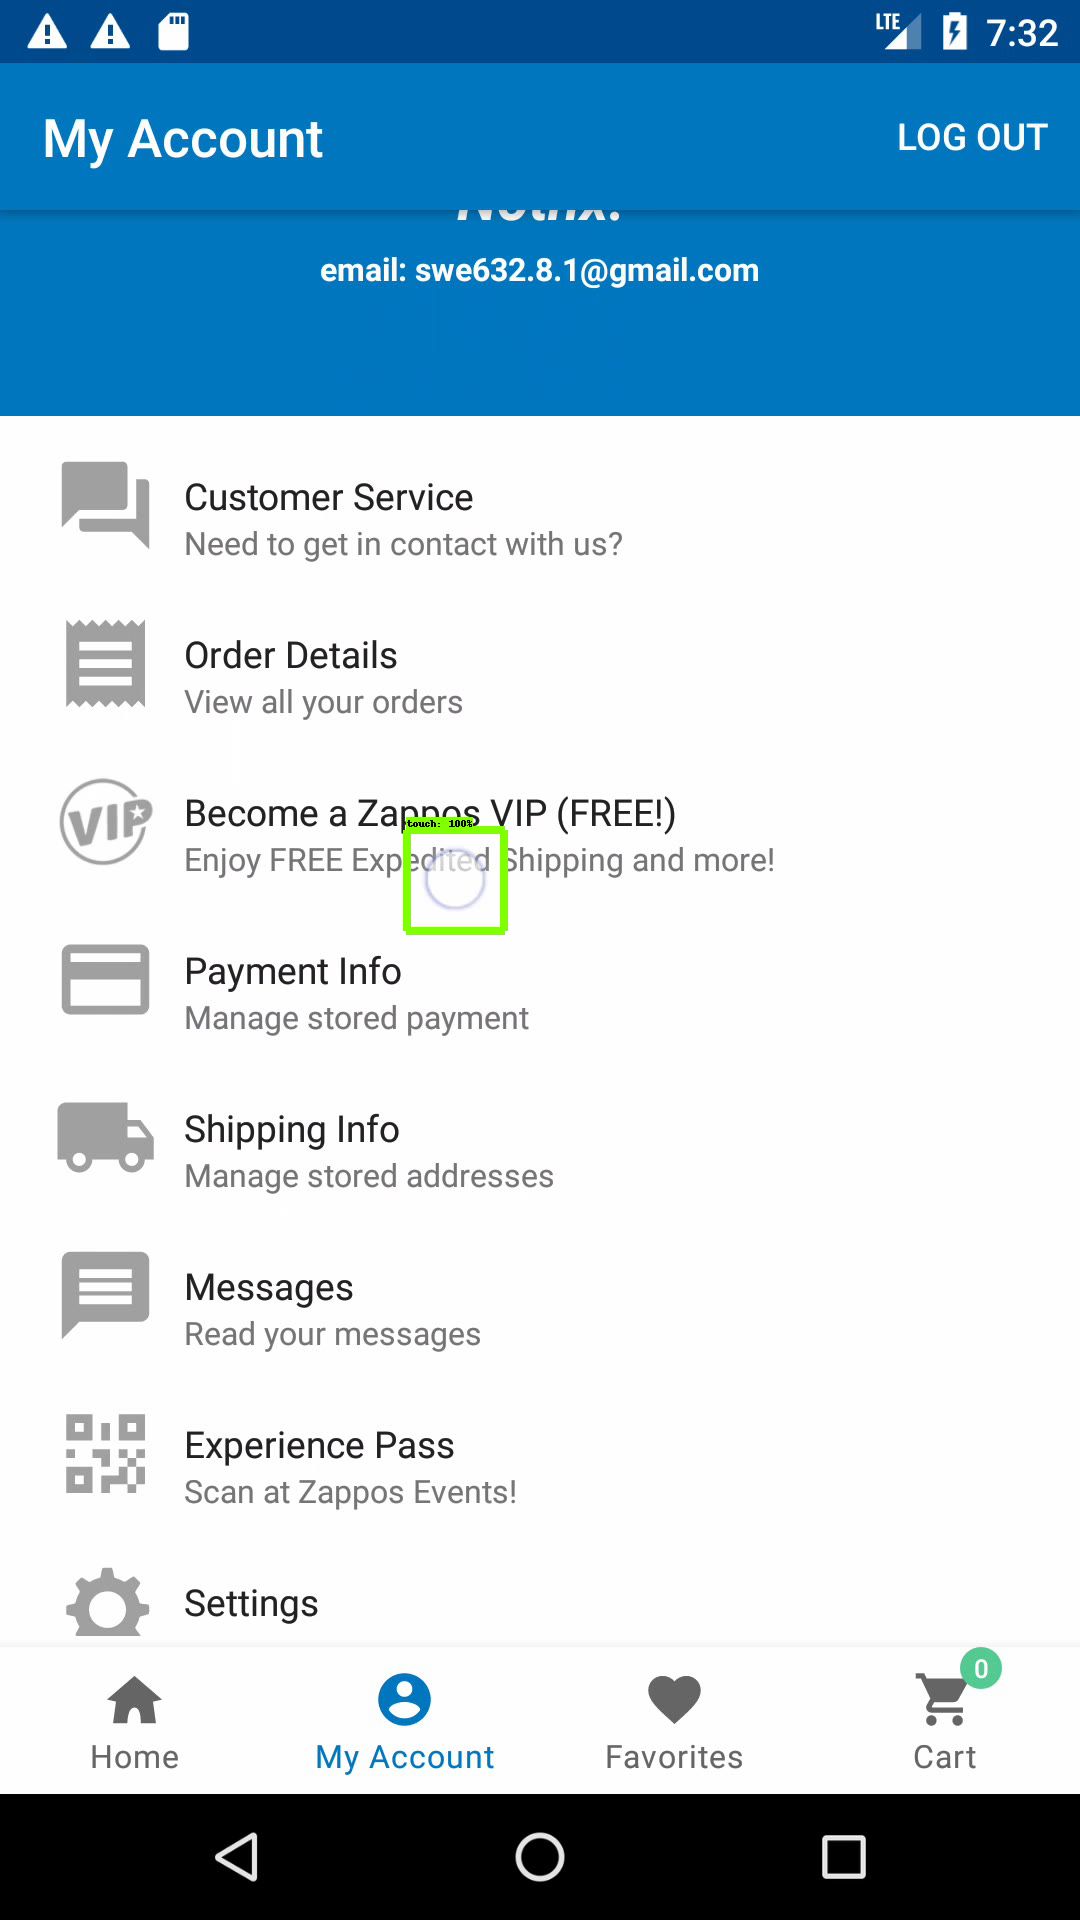 LTE 7:32
My Account LOG OUT
email: swe632.8.1@gmail.com
Customer Service
Need to get in contact with us?
Order Details
View all your orders
VIP
Become a Zappos VIP (FREE!)
touch: 100%
Enjoy FREE Expedited Shipping and more!
Payment Info
Manage stored payment
Shipping Info
Manage stored addresses
Messages
Read your messages
Experience Pass
Scan at Zappos Events!
Settings
0
Home My Account Favorites Cart